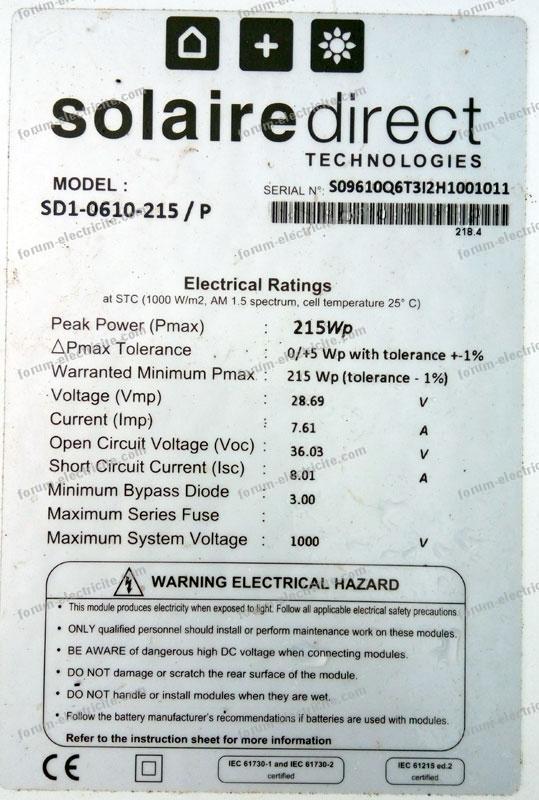 solairedirect
TECHNOLOGIES
MODEL :
SD1-0610-215 / P
SERIAL N°: S09610Q6T3I2H1001011
218.4
Electrical Ratings
at STC (1000 W/m2, AM 1.5 spectrum, cell temperature 25° C)
Peak Power (Pmax) : 215Wp
△Pmax Tolerance : 0/+5 Wp with tolerance +-1%
Warranted Minimum Pmax : 215 Wp (tolerance - 1%)
Voltage (Vmp) : 28.69 V
Current (Imp) : 7.61 A
Open Circuit Voltage (Voc) : 36.03 V
Short Circuit Current (Isc) : 8.01 A
Minimum Bypass Diode : 3.00
Maximum Series Fuse :
Maximum System Voltage : 1000 V
WARNING ELECTRICAL HAZARD
• This module produces electricity when exposed to light. Follow all applicable electrical safety precautions.
• ONLY qualified personnel should install or perform maintenance work on these modules.
• BE AWARE of dangerous high DC voltage when connecting modules.
• DO NOT damage or scratch the rear surface of the module.
• DO NOT handle or install modules when they are wet.
• Follow the battery manufacturer's recommendations if batteries are used with modules.
Refer to the instruction sheet for more information
CE
IEC 61730-1 and IEC 61730-2
certified
IEC 61215 ed.2
certified
forum-electricite.com